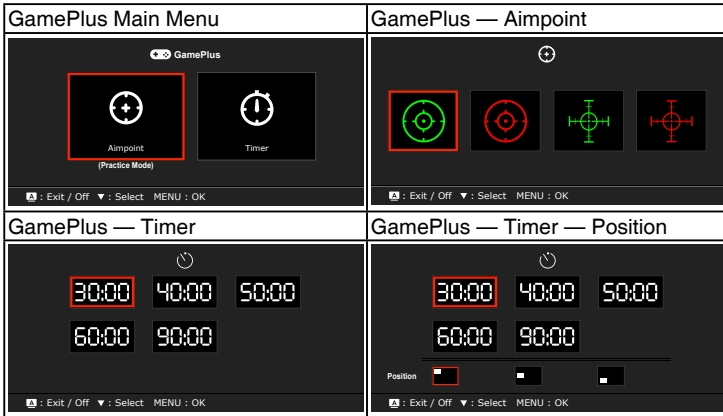 GamePlus Main Menu
GamePlus — Aimpoint
GamePlus
Aimpoint
Timer
(Practice Mode)
A : Exit / Off ▼ : Select MENU : OK
A : Exit / Off ▼ : Select MENU : OK
GamePlus — Timer
GamePlus — Timer — Position
30:00 40:00 50:00
60:00 90:00
A : Exit / Off ▼ : Select MENU : OK
30:00 40:00 50:00
60:00 90:00
Position
A : Exit / Off ▼ : Select MENU : OK